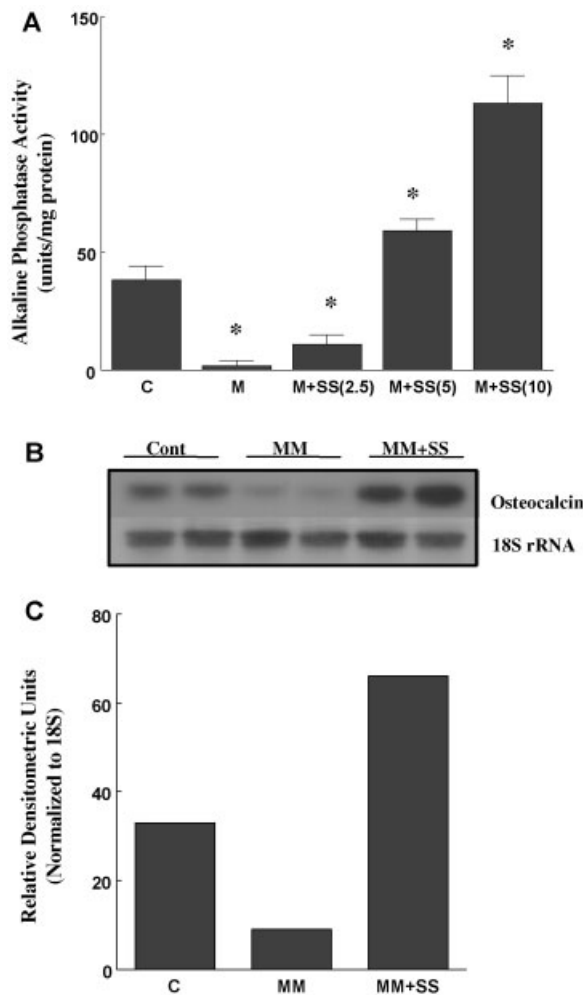 A
Alkaline Phosphatase Activity
(units/mg protein)
150
100
50
0
*
*
*
*
C M M+SS(2.5) M+SS(5) M+SS(10)
B
Cont MM MM+SS
Osteocalcin
18S rRNA
C
Relative Densitometric Units
(Normalized to 18S)
80
60
40
20
0
C MM MM+SS